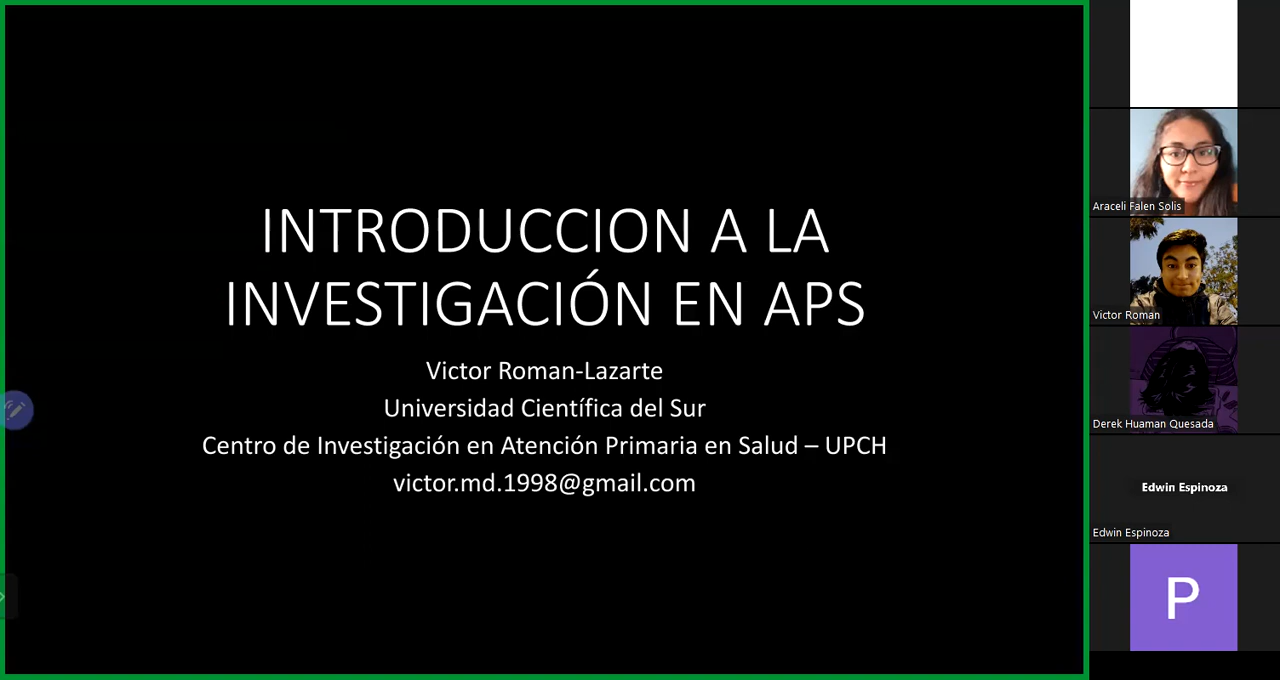 INTRODUCCION A LA
INVESTIGACIÓN EN APS
Victor Roman-Lazarte
Universidad Científica del Sur
Centro de Investigación en Atención Primaria en Salud – UPCH
victor.md.1998@gmail.com
Araceli Falen Solis
Victor Roman
Derek Huaman Quesada
Edwin Espinoza
Edwin Espinoza
P